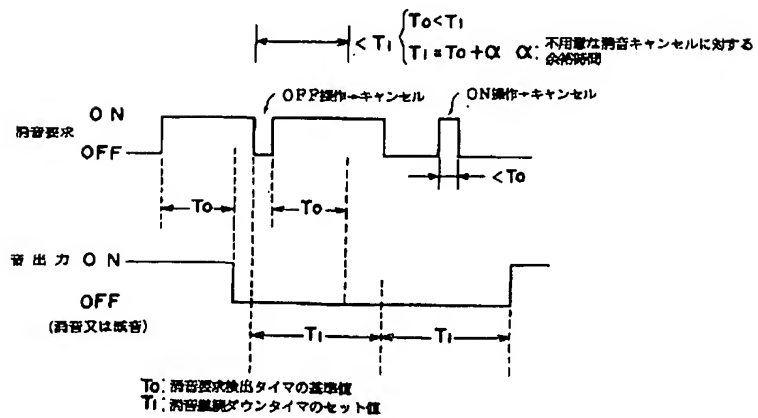 T0<T1
<T1 { T1=T0+α α: 不用意な消音キャンセルに対する
余裕時間
OFF操作→キャンセル ON操作→キャンセル
ON
消音要求
OFF
<T0
T0 T0
音出力 ON
OFF
(消音又は減音)
T1 T1
T0: 消音要求検出タイマの基準値
T1: 消音継続ダウンタイマのセット値